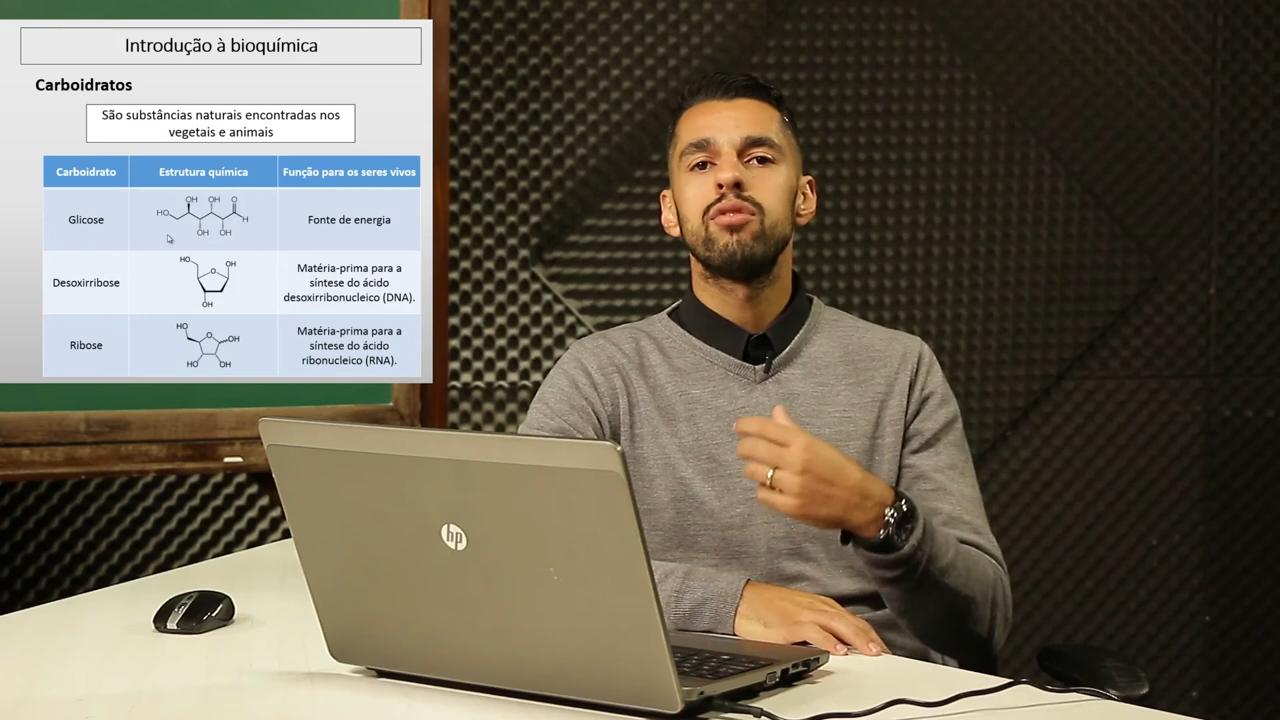 Introdução à bioquímica
Carboidratos
São substâncias naturais encontradas nos
vegetais e animais
Carboidrato
Estrutura química
Função para os seres vivos
Glicose
OH OH O
HO H
OH OH
Fonte de energia
Desoxirribose
HO OH
O
OH
Matéria-prima para a
síntese do ácido
desoxirribonucleico (DNA).
Ribose
HO
O OH
HO OH
Matéria-prima para a
síntese do ácido
ribonucleico (RNA).
hp